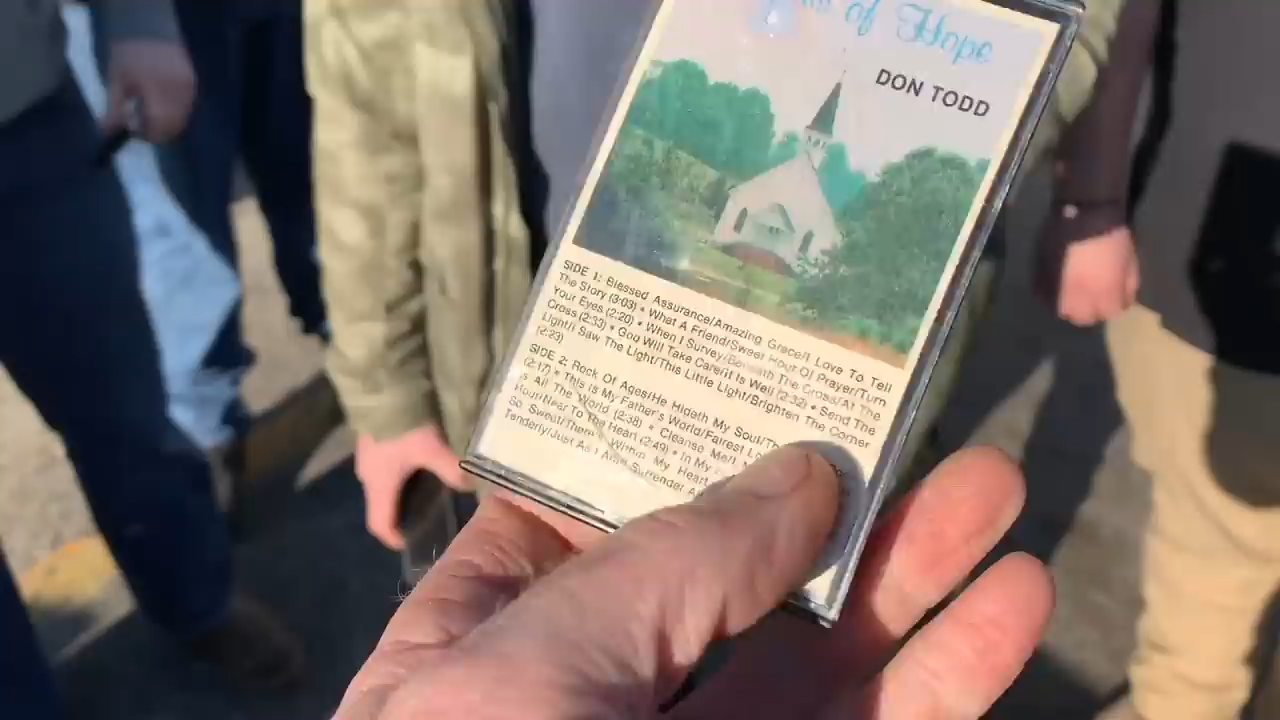 of Hope
DON TODD
SIDE 1: Blessed Assurance/Amazing Grace/I Love To Tell
The Story (3:03) • What A Friend/Sweet Hour Of Prayer/Turn
Your Eyes (2:20) • When I Survey/Beneath The Cross/At The
Cross (2:33) • God Will Take Care/It Is Well (2:32) • Send The
Light/I Saw The Light/This Little Light/Brighten The Corner
(2:23)
SIDE 2: Rock Of Ages/He Hideth My Soul/
(2:17) • This Is My Father's World/Fairest
Is All The World (2:38) • Cleanse Me/I
Hour/Near To The Heart (2:49) • In My
So Sweet/There Within My Heart
Tenderly/Just As I Am/I Surrender